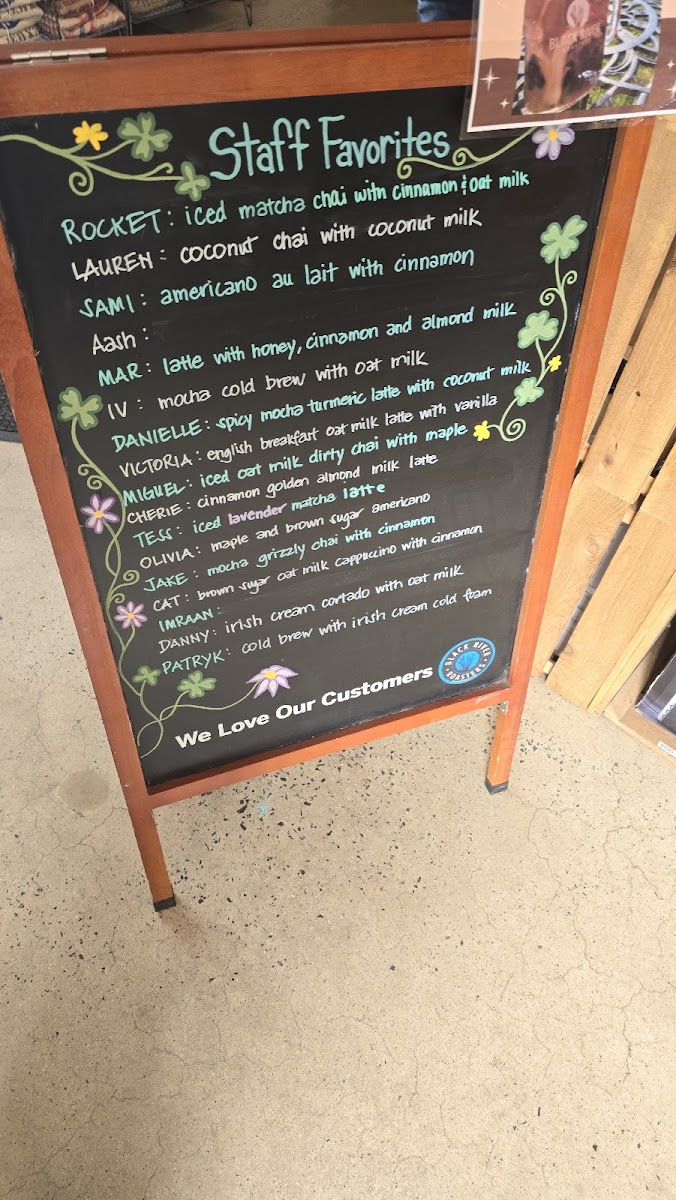 BLACK RIVER
Staff Favorites
ROCKET: iced matcha chai with cinnamon & oat milk
LAUREN: coconut chai with coconut milk
SAMI: americano au lait with cinnamon
Aash:
MAR: latte with honey, cinnamon and almond milk
IV: mocha cold brew with oat milk
DANIELLE: spicy mocha turmeric latte with coconut milk
VICTORIA: english breakfast oat milk latte with vanilla
MIGUEL: iced oat milk dirty chai with maple
CHERIE: cinnamon golden almond milk latte
TESS: iced lavender matcha latte
OLIVIA: maple and brown sugar americano
JAKE: mocha grizzly chai with cinnamon
CAT: brown sugar oat milk cappuccino with cinnamon
IMRAAN:
DANNY: irish cream cortado with oat milk
PATRYK: cold brew with irish cream cold foam
We Love Our Customers
BLACK RIVER
ROASTERS